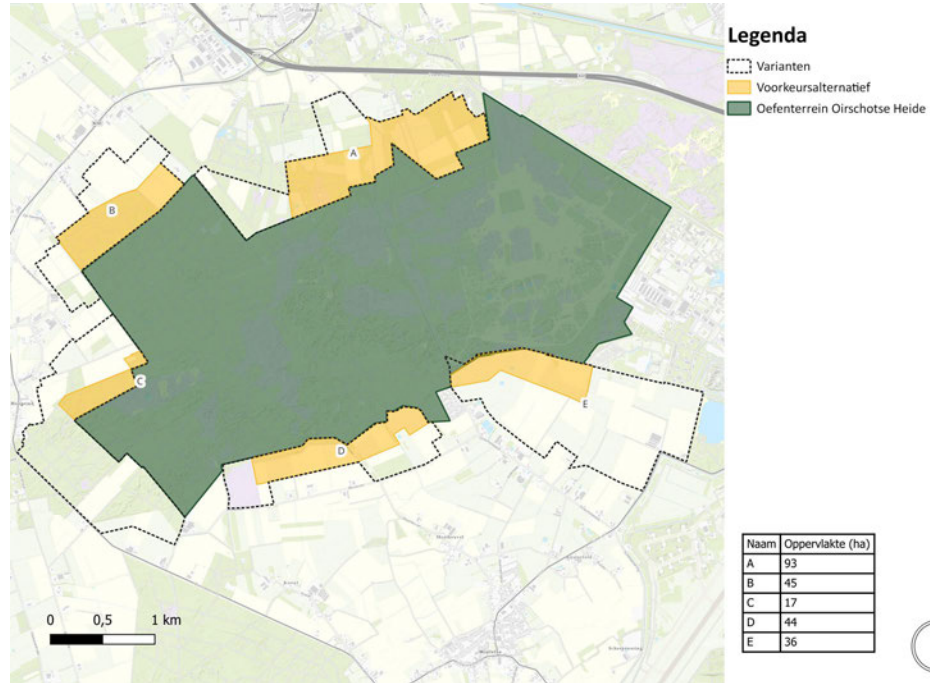 Legenda
Varianten
Voorkeursalternatief
Oefenterrein Oirschotse Heide
A
B
C
D
E
0 0,5 1 km
Naam Oppervlakte (ha)
A 93
B 45
C 17
D 44
E 36